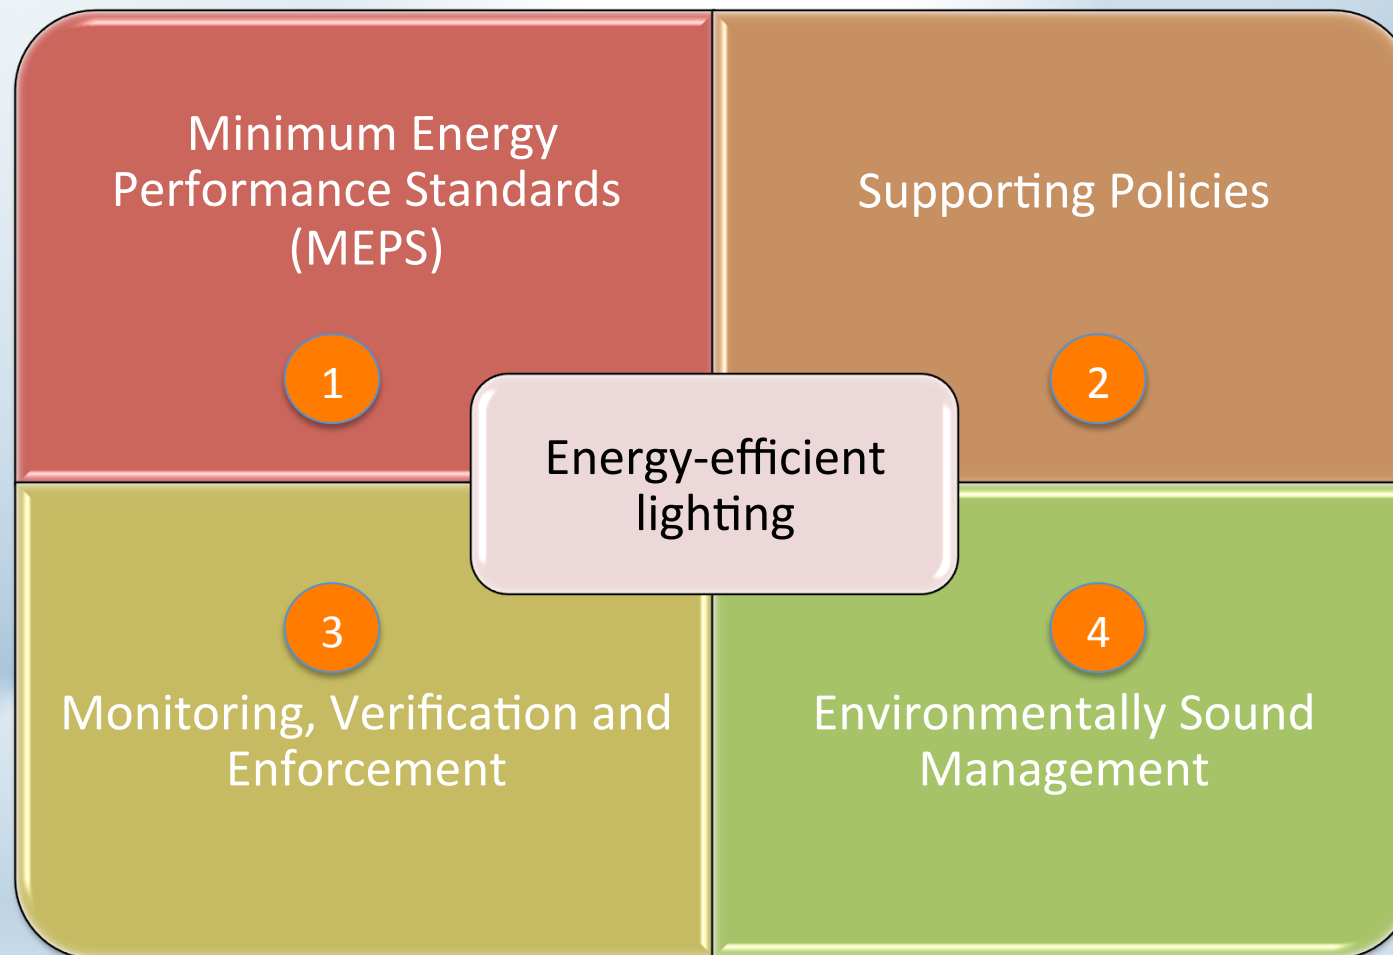 Minimum Energy
Performance Standards
(MEPS)
1
Supporting Policies
2
Energy-efficient
lighting
3
Monitoring, Verification and
Enforcement
4
Environmentally Sound
Management